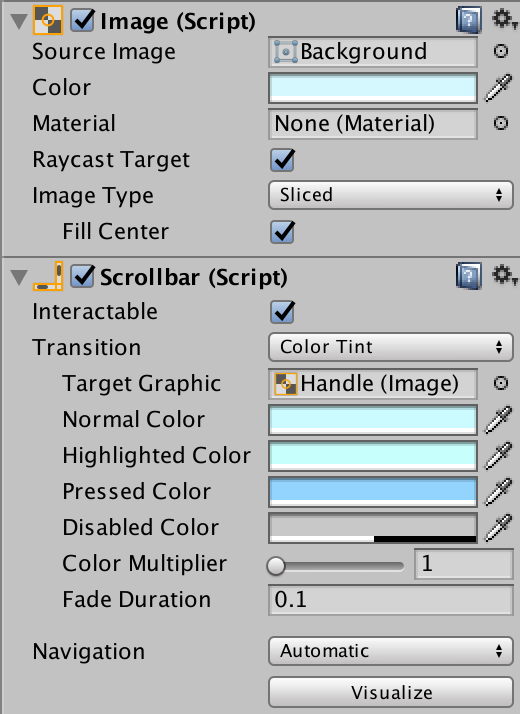 Image (Script)
Source Image Background
Color
Material None (Material)
Raycast Target
Image Type Sliced
Fill Center
Scrollbar (Script)
Interactable
Transition Color Tint
Target Graphic Handle (Image)
Normal Color
Highlighted Color
Pressed Color
Disabled Color
Color Multiplier 1
Fade Duration 0.1
Navigation Automatic
Visualize